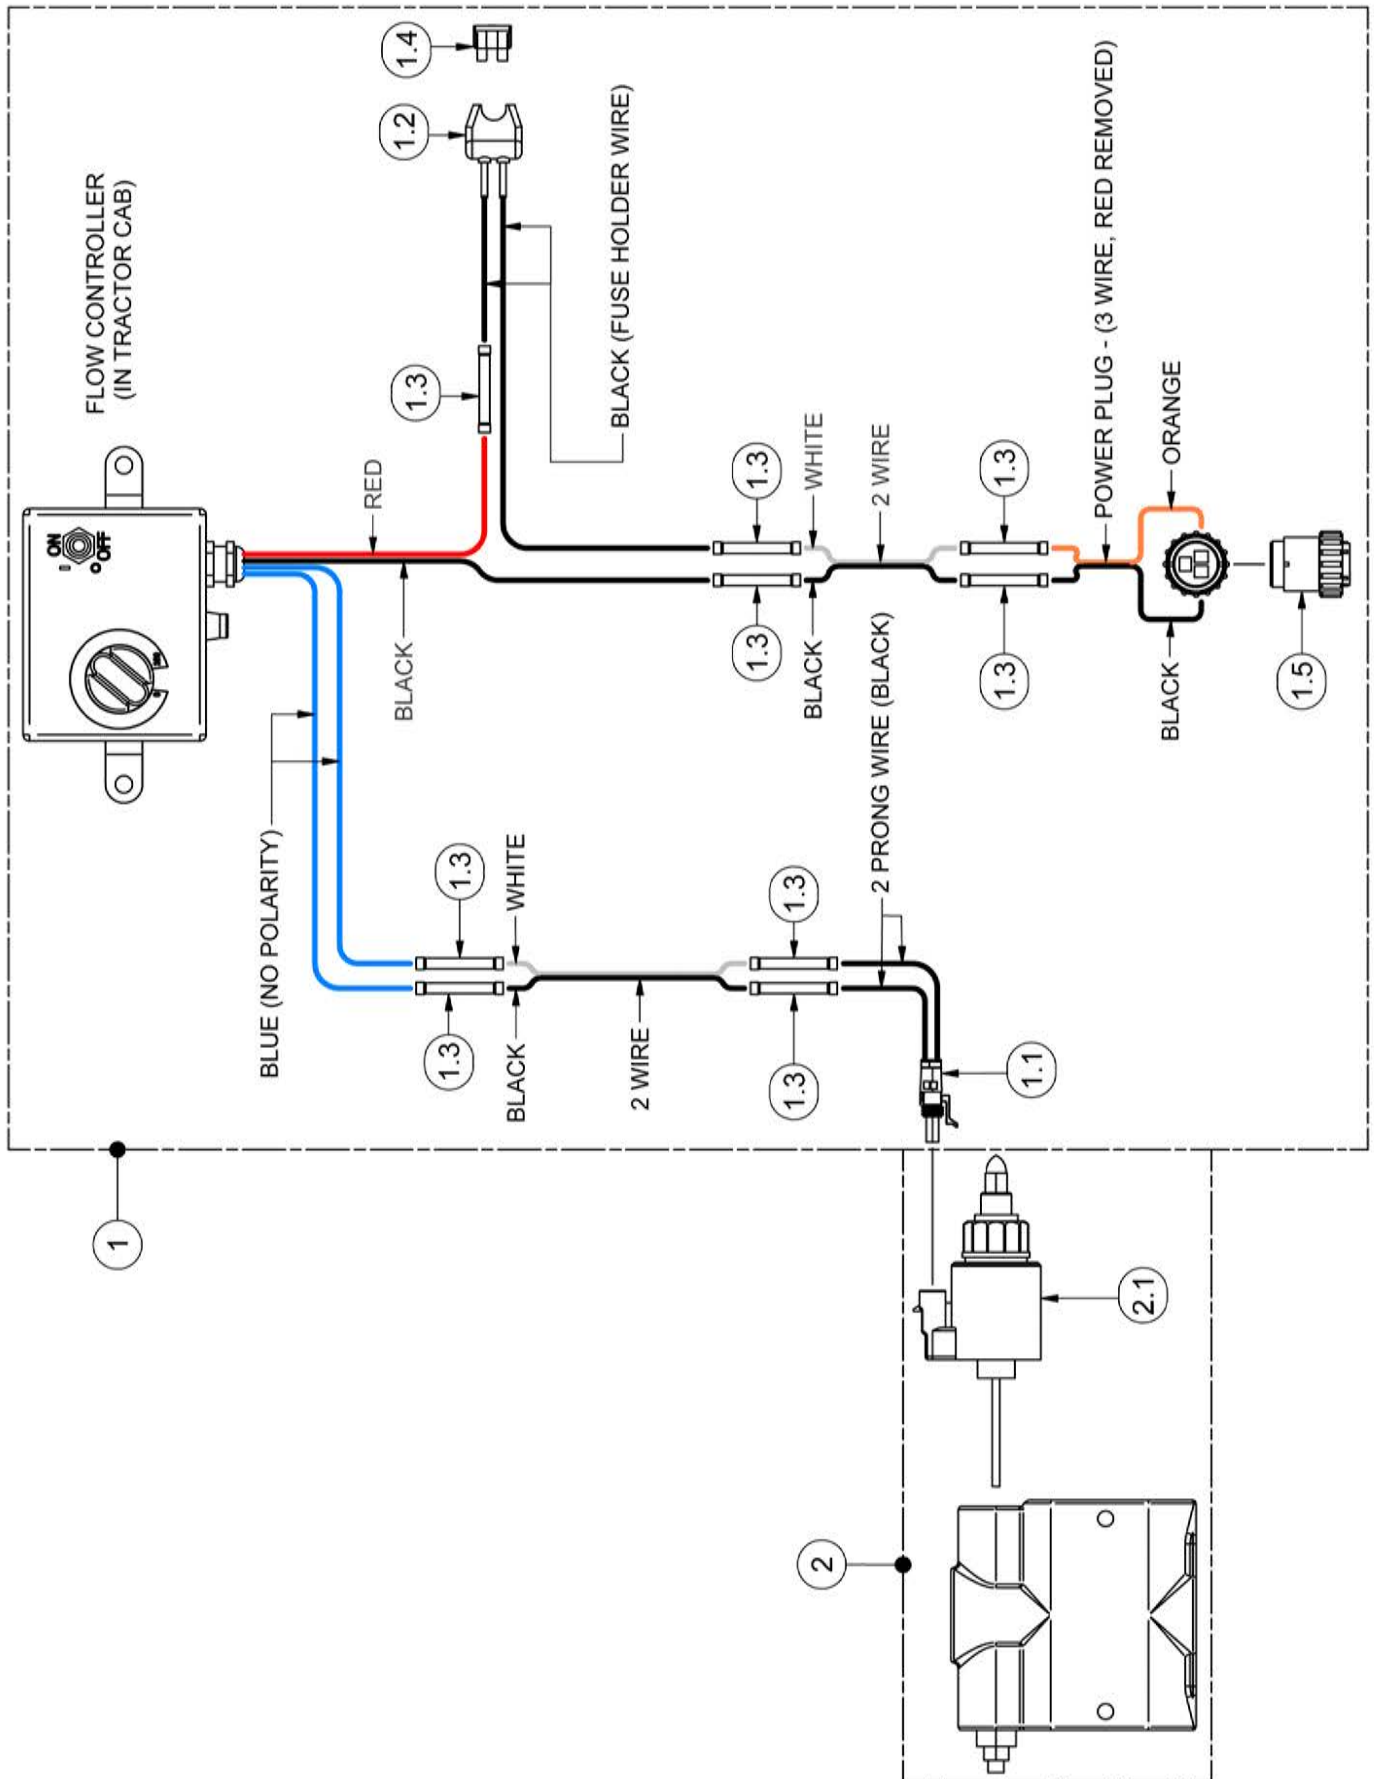 FLOW CONTROLLER
(IN TRACTOR CAB)
ON
OFF
I
O
1.4
1.2
RED
BLACK
1.3
BLACK (FUSE HOLDER WIRE)
BLUE (NO POLARITY)
1.3
1.3
WHITE
BLACK
2 WIRE
1.3
1.3
2 PRONG WIRE (BLACK)
1.1
1.3
1.3
WHITE
BLACK
2 WIRE
1.3
1.3
POWER PLUG - (3 WIRE, RED REMOVED)
ORANGE
BLACK
1.5
1
2.1
2